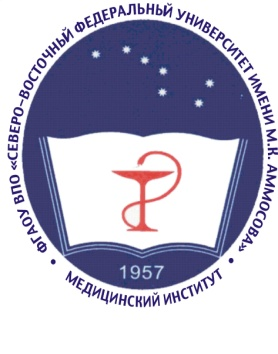 ФГАОУ ВПО «СЕВЕРО-ВОСТОЧНЫЙ ФЕДЕРАЛЬНЫЙ УНИВЕРСИТЕТ ИМЕНИ М.К. АММОСОВА»
1957
• МЕДИЦИНСКИЙ ИНСТИТУТ •